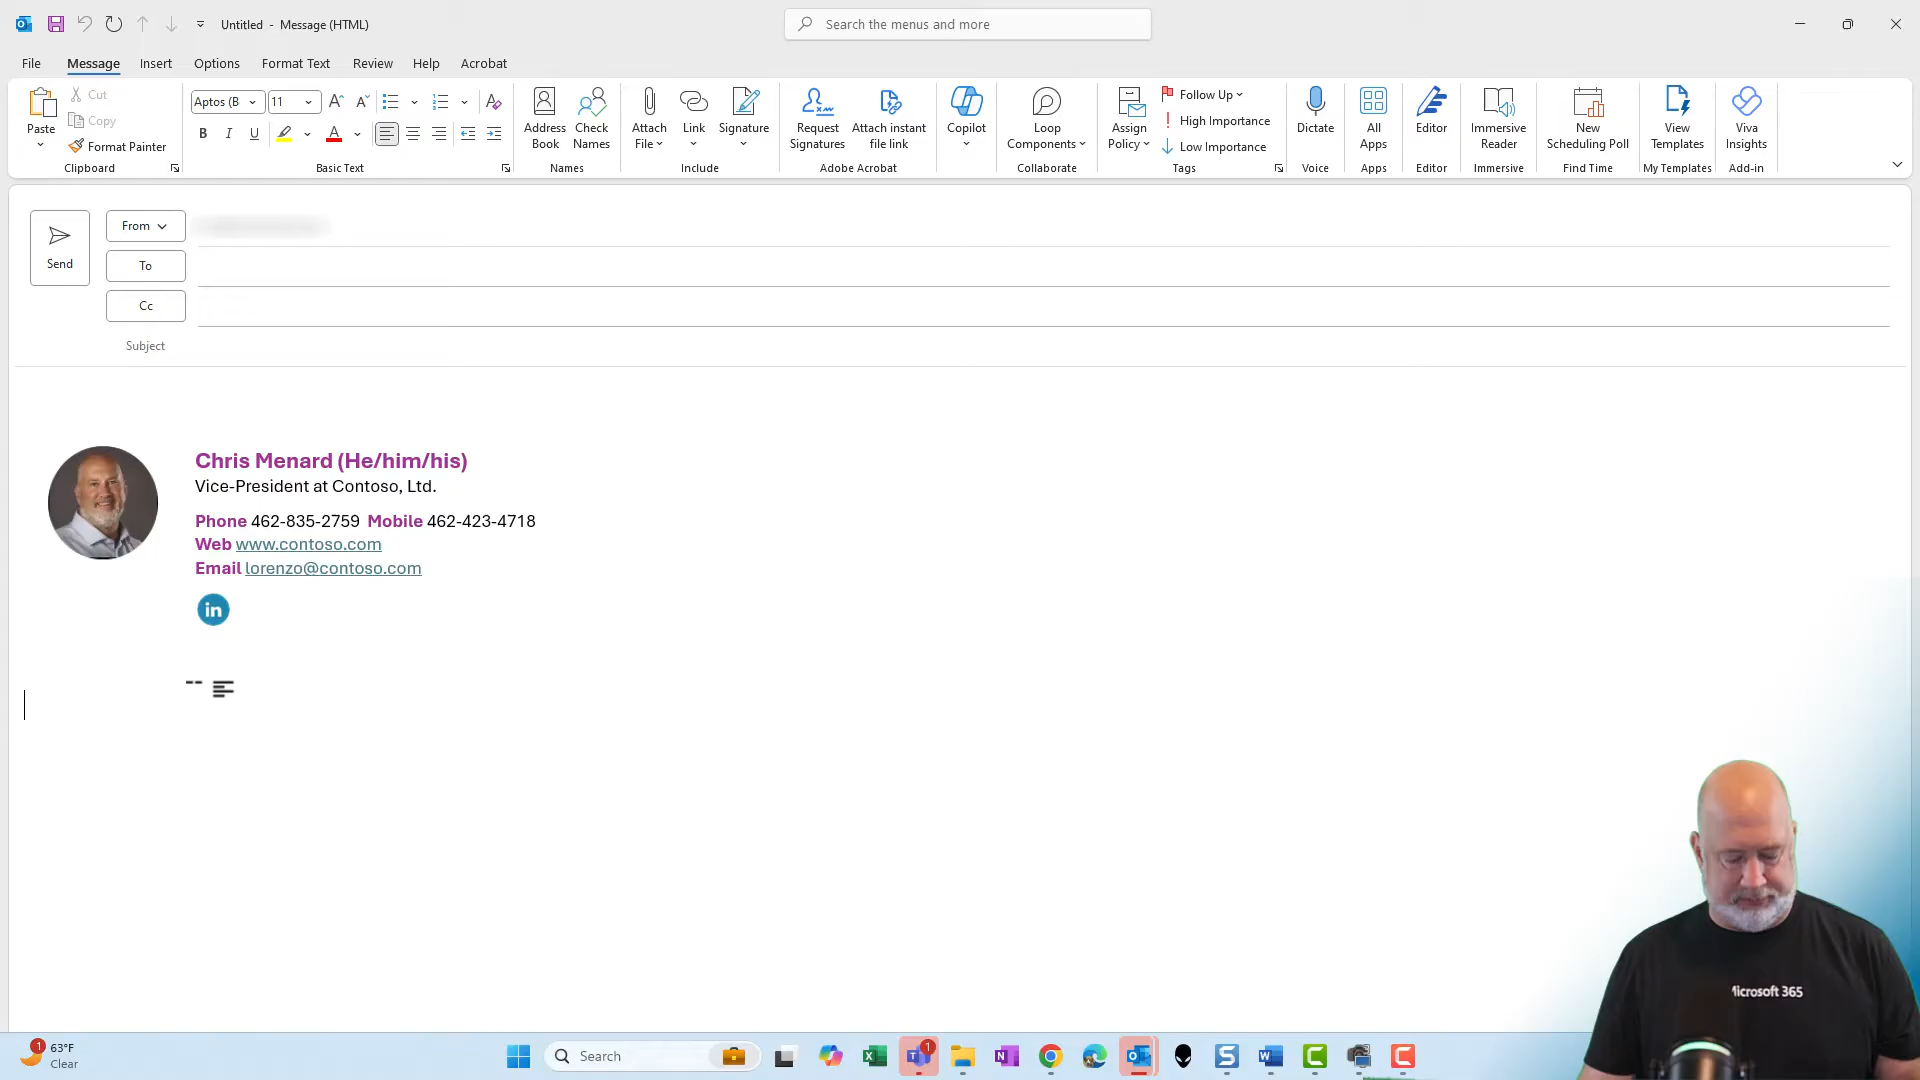 Untitled - Message (HTML)
Search the menus and more
File Message Insert Options Format Text Review Help Acrobat
Paste
Cut
Copy
Format Painter
Clipboard
Aptos (B
11
B I U
A
Basic Text
Address Book
Check Names
Names
Attach File
Link
Signature
Include
Request Signatures
Attach instant file link
Adobe Acrobat
Copilot
Loop Components
Collaborate
Assign Policy
Follow Up
High Importance
Low Importance
Tags
Dictate
Voice
All Apps
Apps
Editor
Editor
Immersive Reader
Immersive
New Scheduling Poll
Find Time
View Templates
My Templates
Viva Insights
Add-in
Send
From
To
Cc
Subject
Chris Menard (He/him/his)
Vice-President at Contoso, Ltd.
Phone 462-835-2759 Mobile 462-423-4718
Web www.contoso.com
Email lorenzo@contoso.com
in
Microsoft 365
1
63°F
Clear
Search
1